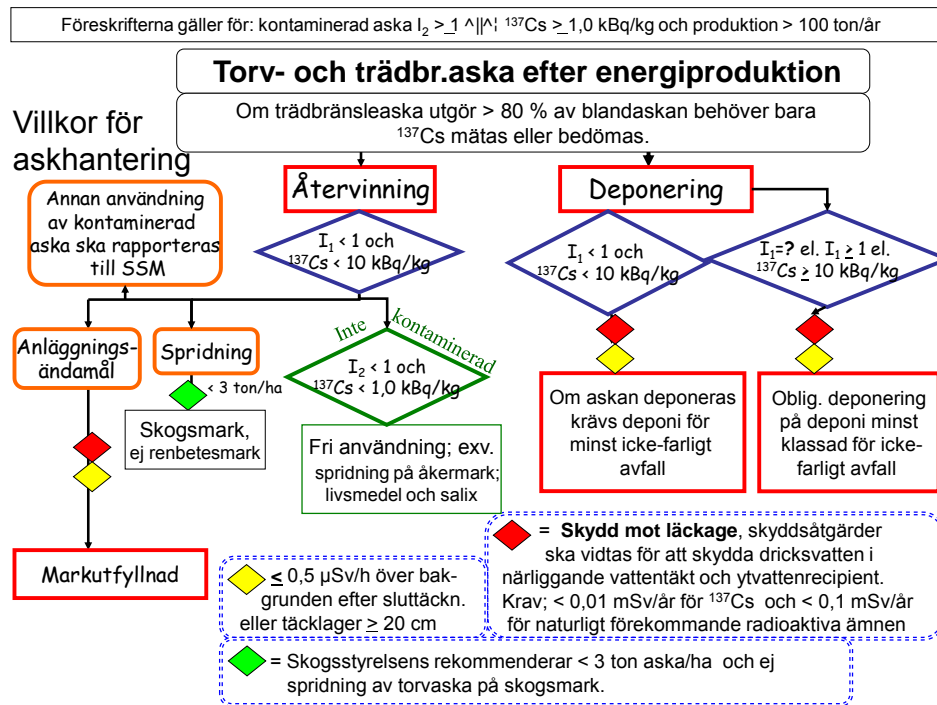 Föreskrifterna gäller för: kontaminerad aska I₂ ≥ 1 ^||^¦ ¹³⁷Cs ≥ 1,0 kBq/kg och produktion > 100 ton/år
Torv- och trädbr.aska efter energiproduktion
Om trädbränsleaska utgör > 80 % av blandaskan behöver bara
¹³⁷Cs mätas eller bedömas.
Villkor för
askhantering
Annan användning
av kontaminerad
aska ska rapporteras
till SSM
Återvinning
Deponering
I₁ < 1 och
¹³⁷Cs < 10 kBq/kg
I₁ < 1 och
¹³⁷Cs < 10 kBq/kg
I₁=? el. I₁ ≥ 1 el.
¹³⁷Cs ≥ 10 kBq/kg
Anläggnings-
ändamål
Spridning
< 3 ton/ha
Skogsmark,
ej renbetesmark
Inte kontaminerad
I₂ < 1 och
¹³⁷Cs < 1,0 kBq/kg
Fri användning; exv.
spridning på åkermark;
livsmedel och salix
Om askan deponeras
krävs deponi för
minst icke-farligt
avfall
Oblig. deponering
på deponi minst
klassad för icke-
farligt avfall
Markutfyllnad
≤ 0,5 µSv/h över bak-
grunden efter sluttäckn.
eller täcklager ≥ 20 cm
= Skydd mot läckage, skyddsåtgärder
ska vidtas för att skydda dricksvatten i
närliggande vattentäkt och ytvattenrecipient.
Krav; < 0,01 mSv/år för ¹³⁷Cs och < 0,1 mSv/år
för naturligt förekommande radioaktiva ämnen
= Skogsstyrelsens rekommenderar < 3 ton aska/ha och ej
spridning av torvaska på skogsmark.